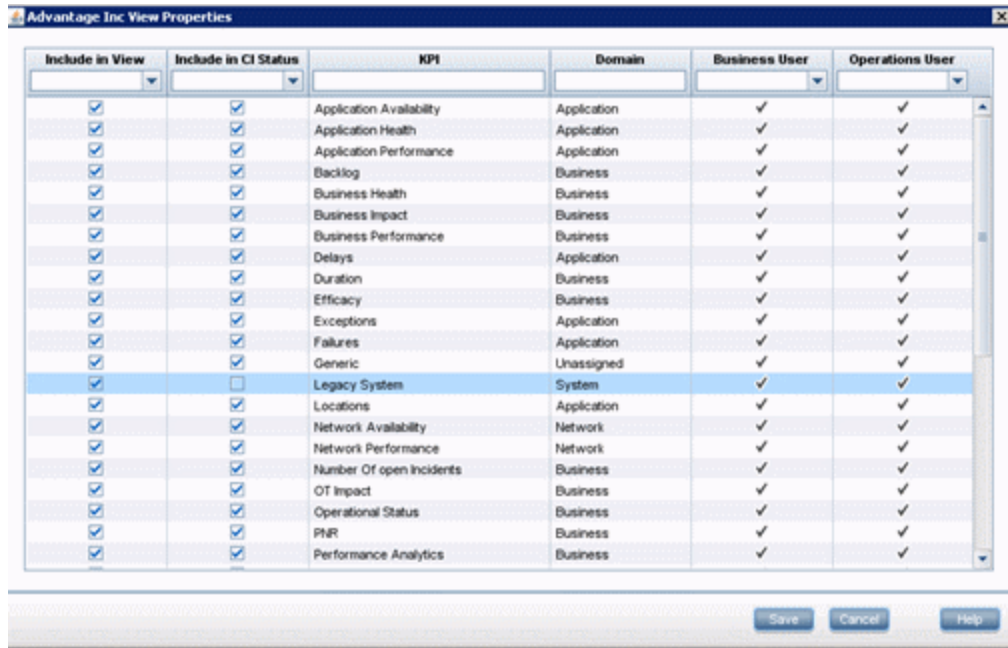 Advantage Inc View Properties
Include in View Include in CI Status KPI Domain Business User Operations User
Application Availability Application
Application Health Application
Application Performance Application
Backlog Business
Business Health Business
Business Impact Business
Business Performance Business
Delays Application
Duration Business
Efficacy Business
Exceptions Application
Failures Application
Generic Unassigned
Legacy System System
Locations Application
Network Availability Network
Network Performance Network
Number Of open Incidents Business
OT Impact Business
Operational Status Business
PNR Business
Performance Analytics Business
Save Cancel Help